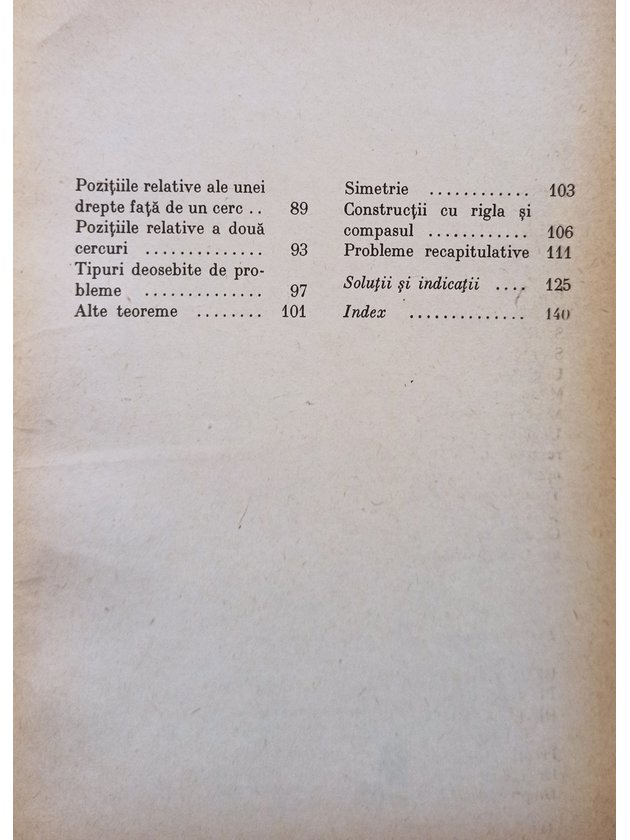 Pozițiile relative ale unei
drepte față de un cerc .. 89
Pozițiile relative a două
cercuri .............. 93
Tipuri deosebite de pro-
bleme .............. 97
Alte teoreme ........ 101
Simetrie ............ 103
Construcții cu rigla și
compasul ............ 106
Probleme recapitulative 111
Soluții și indicații .... 125
Index .............. 140